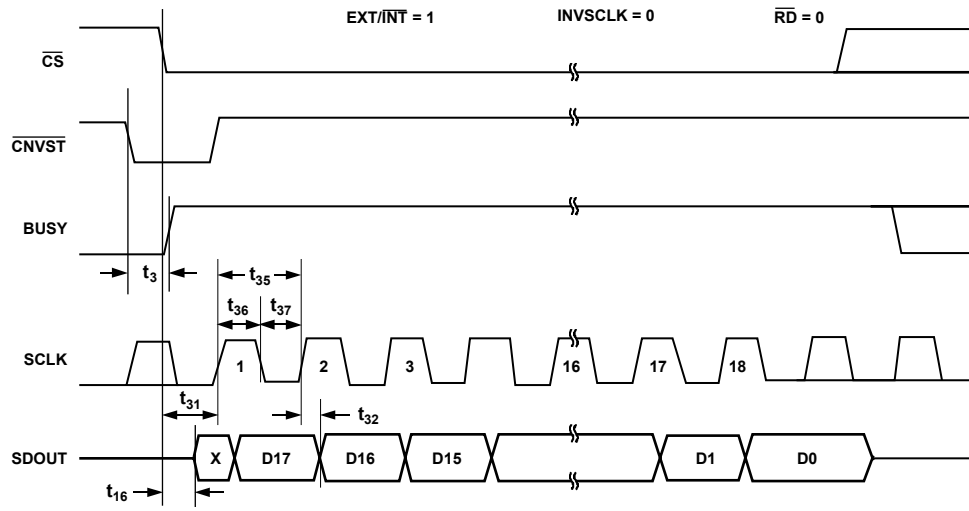 EXT/INT = 1 INVSCLK = 0 RD = 0
CS
CNVST
BUSY
t3
t35
t36 t37
SCLK 1 2 3 16 17 18
t31
t32
SDOUT X D17 D16 D15 D1 D0
t16